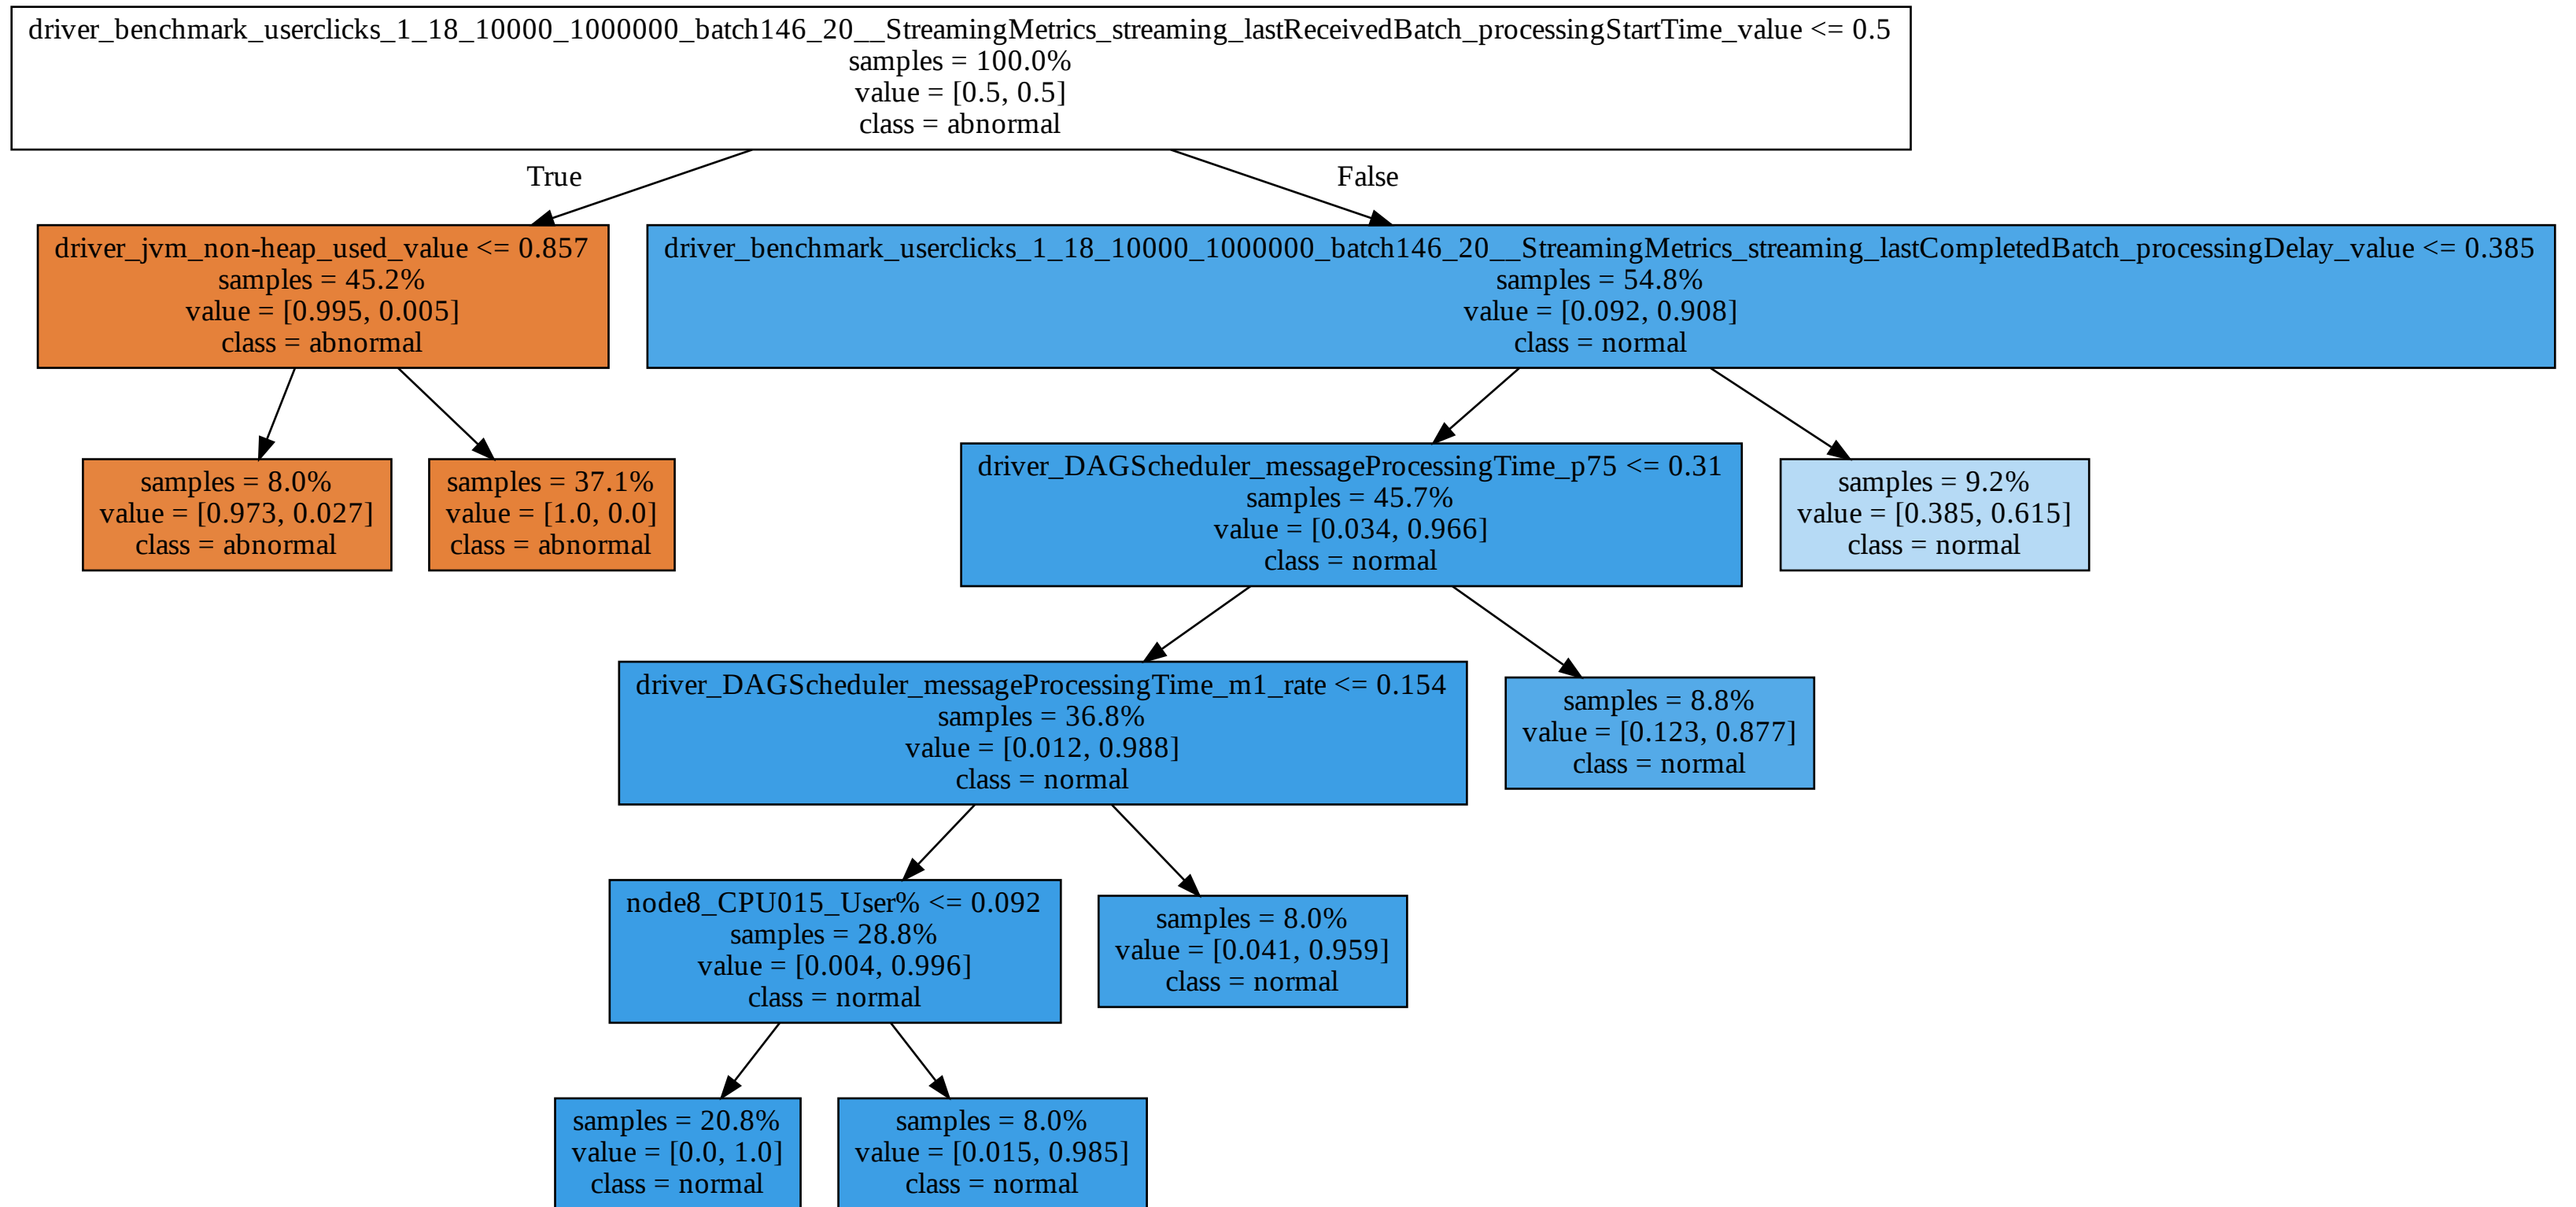 driver_benchmark_userclicks_1_18_10000_1000000_batch146_20__StreamingMetrics_streaming_lastReceivedBatch_processingStartTime_value <= 0.5
samples = 100.0%
value = [0.5, 0.5]
class = abnormal
True
False
driver_jvm_non-heap_used_value <= 0.857
samples = 45.2%
value = [0.995, 0.005]
class = abnormal
driver_benchmark_userclicks_1_18_10000_1000000_batch146_20__StreamingMetrics_streaming_lastCompletedBatch_processingDelay_value <= 0.385
samples = 54.8%
value = [0.092, 0.908]
class = normal
samples = 8.0%
value = [0.973, 0.027]
class = abnormal
samples = 37.1%
value = [1.0, 0.0]
class = abnormal
driver_DAGScheduler_messageProcessingTime_p75 <= 0.31
samples = 45.7%
value = [0.034, 0.966]
class = normal
samples = 9.2%
value = [0.385, 0.615]
class = normal
driver_DAGScheduler_messageProcessingTime_m1_rate <= 0.154
samples = 36.8%
value = [0.012, 0.988]
class = normal
samples = 8.8%
value = [0.123, 0.877]
class = normal
node8_CPU015_User% <= 0.092
samples = 28.8%
value = [0.004, 0.996]
class = normal
samples = 8.0%
value = [0.041, 0.959]
class = normal
samples = 20.8%
value = [0.0, 1.0]
class = normal
samples = 8.0%
value = [0.015, 0.985]
class = normal